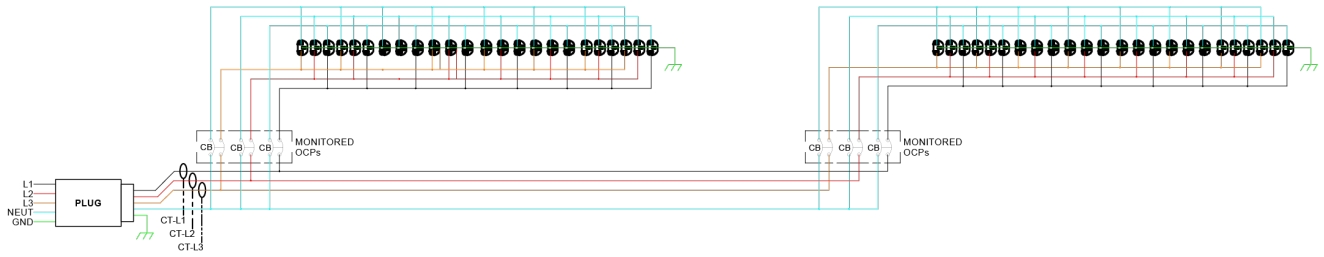 CB CB CB MONITORED
OCPs
CB CB CB MONITORED
OCPs
L1
L2
L3
NEUT
GND
PLUG
CT-L1
CT-L2
CT-L3